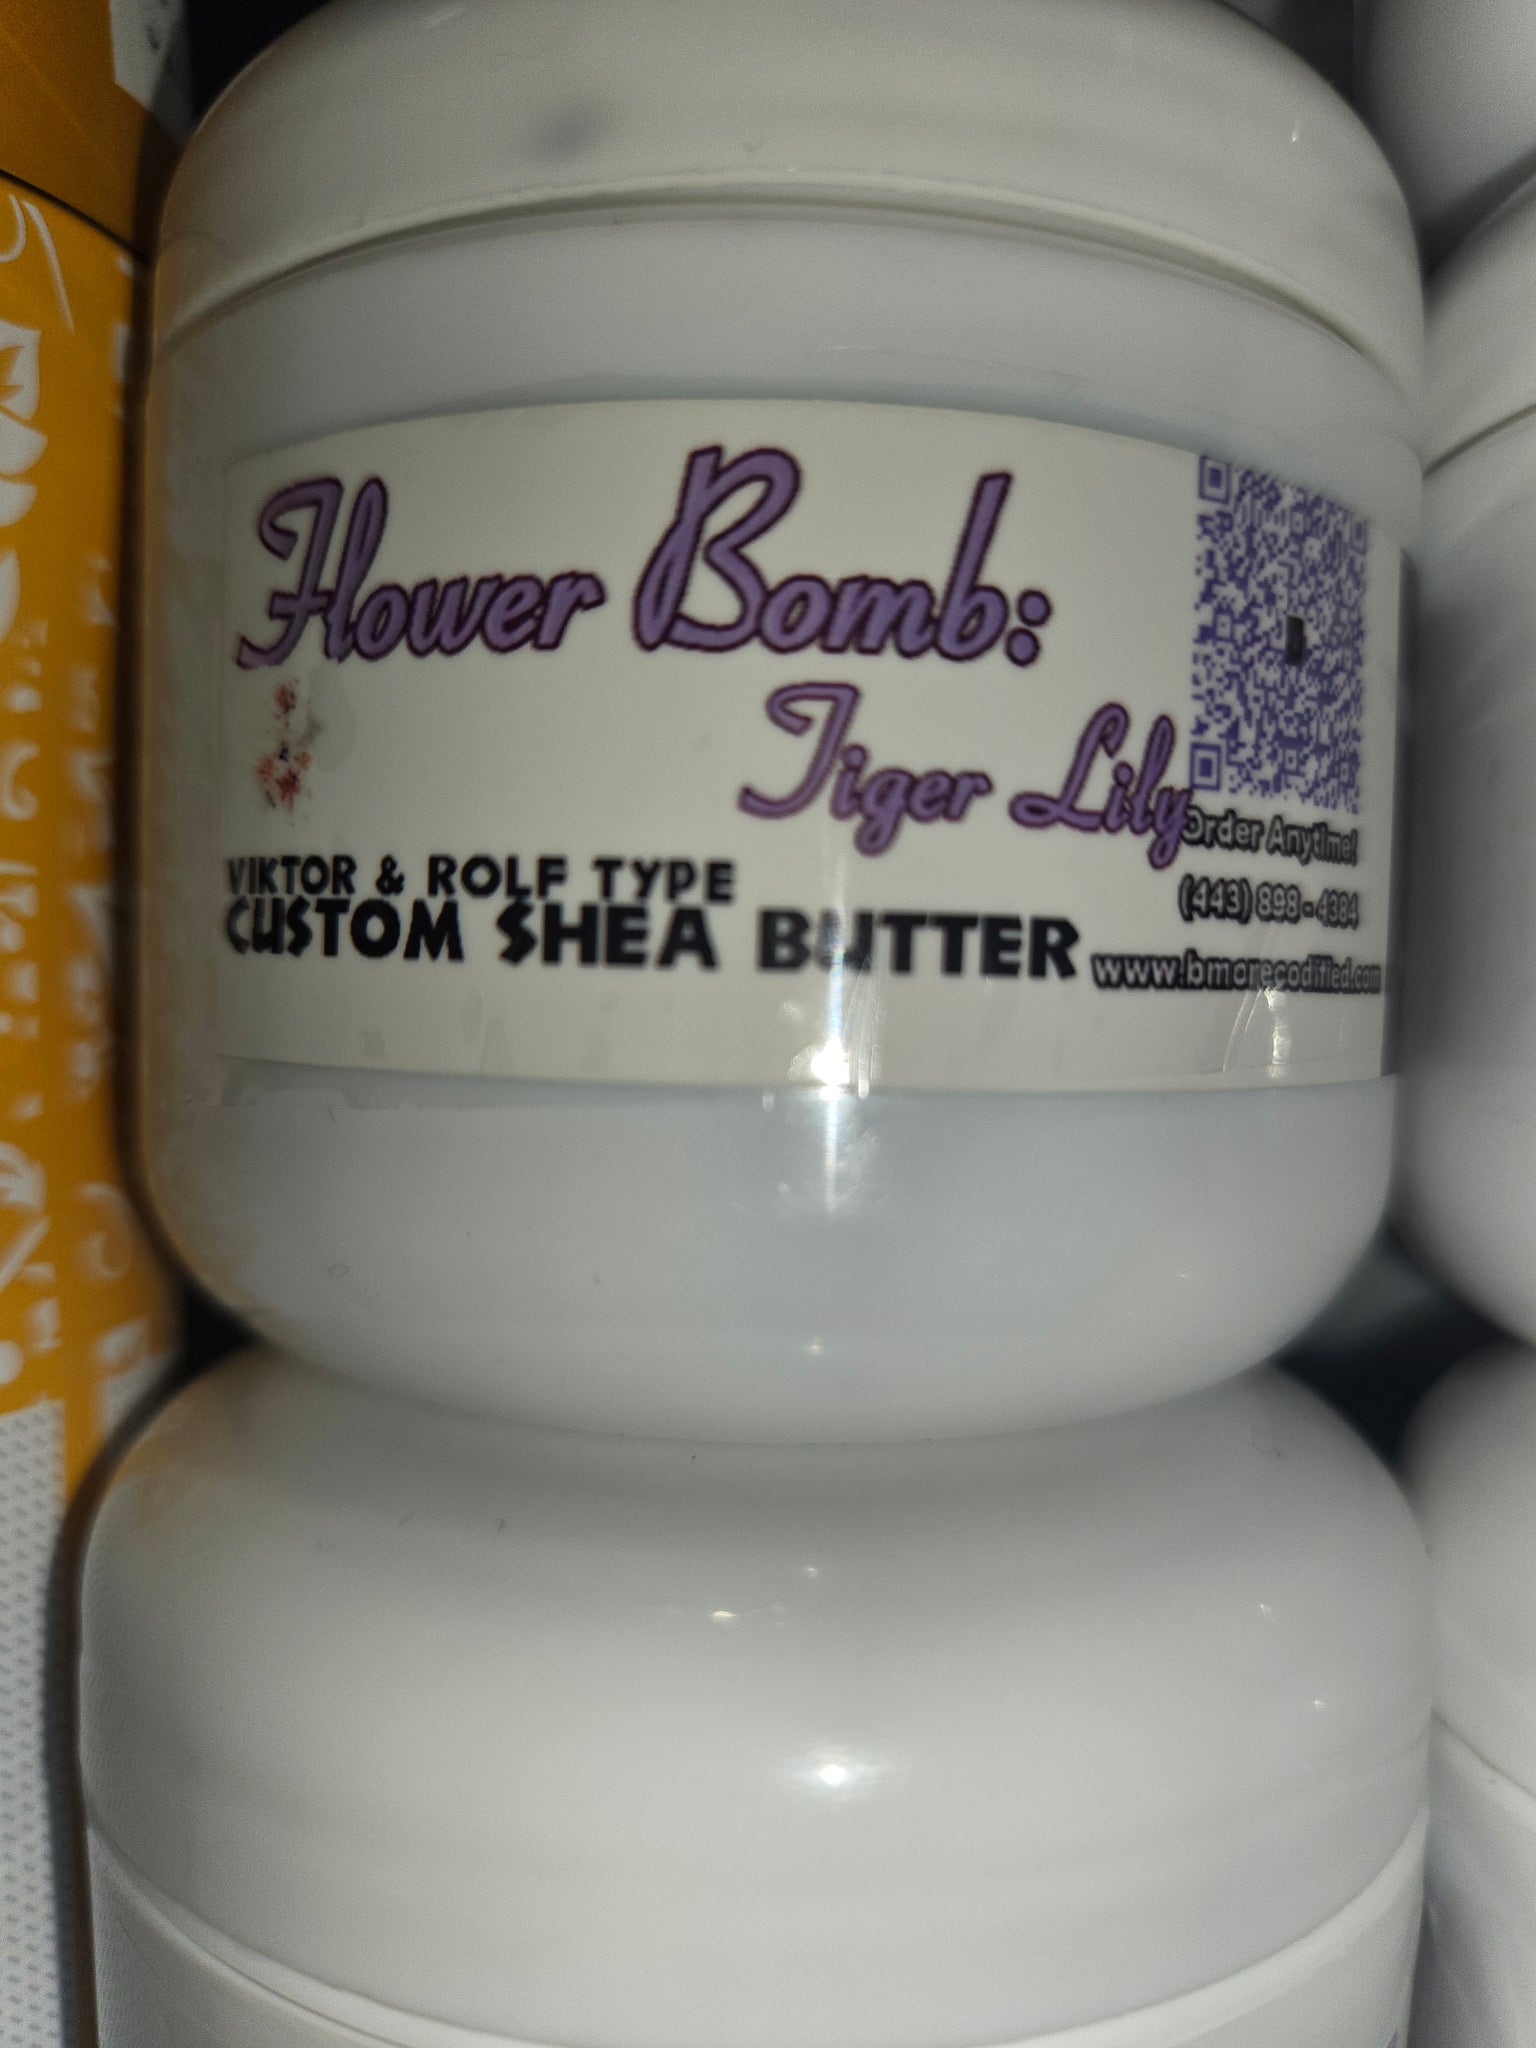 Flower Bomb:
Tiger Lily
VIKTOR & ROLF TYPE
CUSTOM SHEA BUTTER
Order Anytime!
(443) 898-4384
www.bmorecodified.com